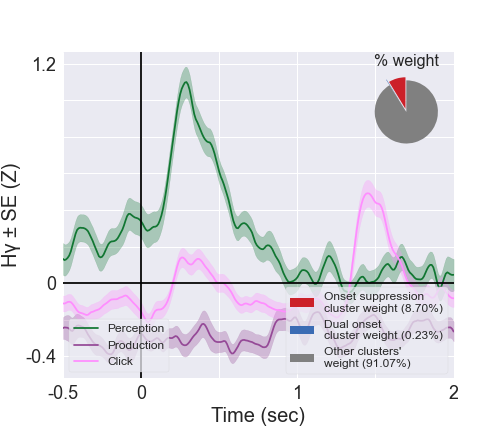 % weight
1.2
0
-0.4
Hγ ± SE (Z)
Perception
Production
Click
Onset suppression
cluster weight (8.70%)
Dual onset
cluster weight (0.23%)
Other clusters'
weight (91.07%)
-0.5
0
1
2
Time (sec)